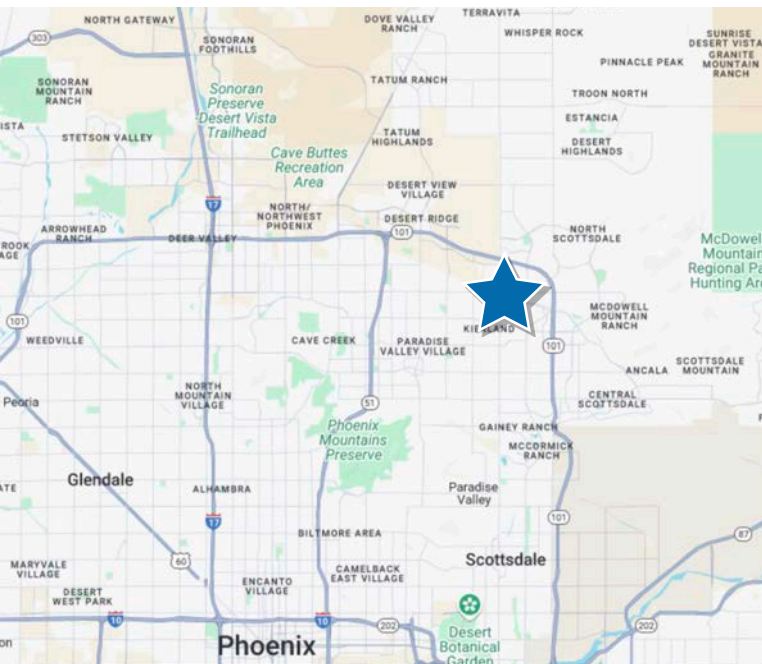 NORTH GATEWAY
DOVE VALLEY
RANCH
TERRAVITA
WHISPER ROCK
303
SONORAN
FOOTHILLS
SUNRISE
DESERT VISTA
GRANITE
MOUNTAIN
RANCH
PINNACLE PEAK
SONORAN
MOUNTAIN
RANCH
TATUM RANCH
Sonoran
Preserve
Desert Vista
Trailhead
TROON NORTH
ISTA
STETSON VALLEY
ESTANCIA
TATUM
HIGHLANDS
DESERT
HIGHLANDS
Cave Buttes
Recreation
Area
DESERT VIEW
VILLAGE
17
NORTH/
NORTHWEST
PHOENIX
DESERT RIDGE
ARROWHEAD
RANCH
DEER VALLEY
101
NORTH
SCOTTSDALE
ROOK
AGE
McDowel
Mountain
Regional Pa
Hunting Are
101
MCDOWELL
MOUNTAIN
RANCH
WEEDVILLE
CAVE CREEK
PARADISE
VALLEY VILLAGE
101
ANCALA
SCOTTSDALE
MOUNTAIN
NORTH
MOUNTAIN
VILLAGE
Peoria
51
CENTRAL
SCOTTSDALE
Phoenix
Mountains
Preserve
GAINEY RANCH
MCCORMICK
RANCH
Glendale
ALHAMBRA
Paradise
Valley
ATE
17
101
BILTMORE AREA
87
60
Scottsdale
MARYVALE
VILLAGE
CAMELBACK
EAST VILLAGE
ENCANTO
VILLAGE
DESERT
WEST PARK
10
10
202
202
Phoenix
Desert
Botanical
Garden
on